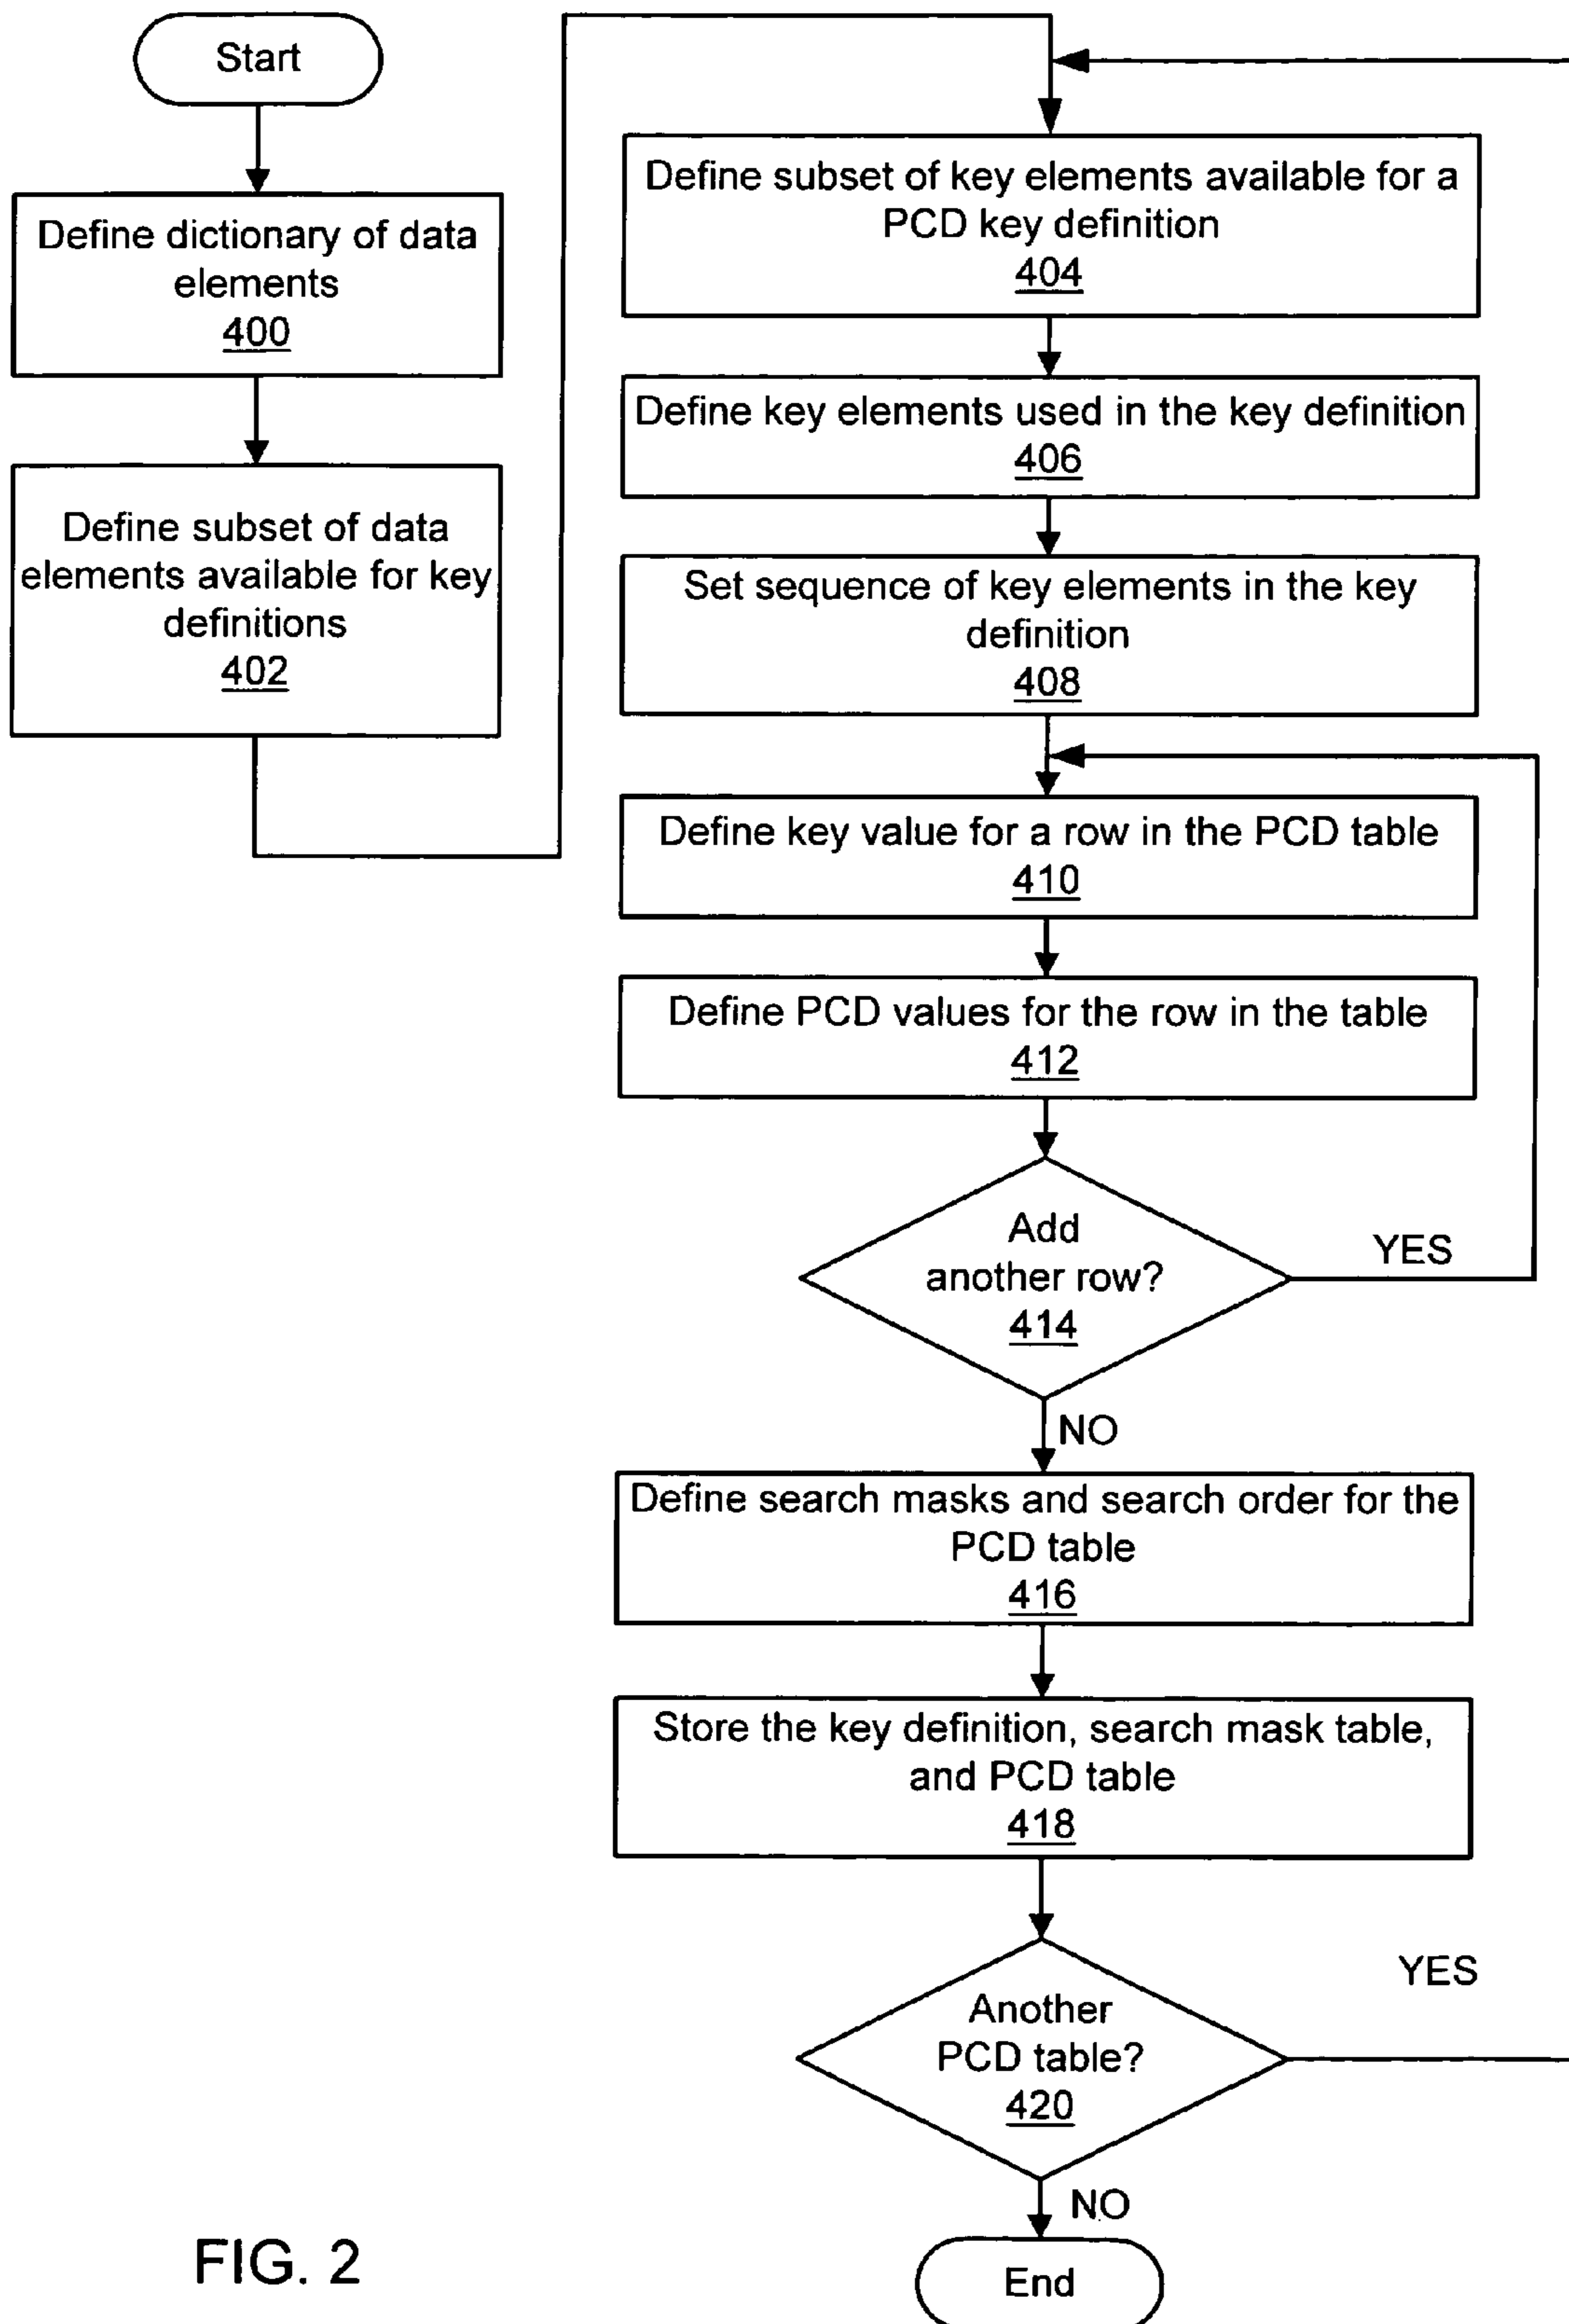 Start
Define dictionary of data
elements
400
Define subset of data
elements available for key
definitions
402
Define subset of key elements available for a
PCD key definition
404
Define key elements used in the key definition
406
Set sequence of key elements in the key
definition
408
Define key value for a row in the PCD table
410
Define PCD values for the row in the table
412
Add
another row?
414
YES
NO
Define search masks and search order for the
PCD table
416
Store the key definition, search mask table,
and PCD table
418
Another
PCD table?
420
YES
NO
End
FIG. 2